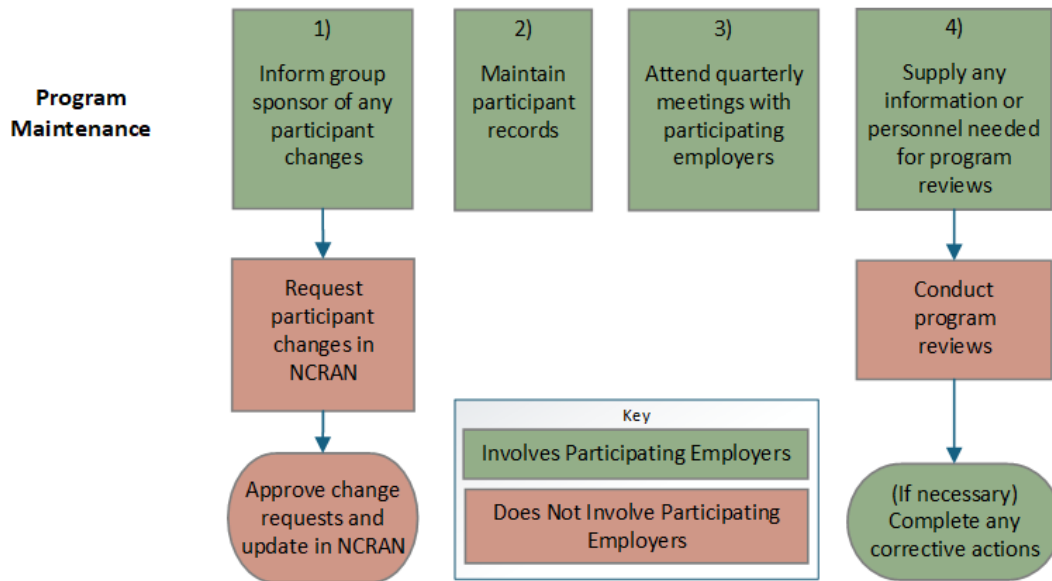 Program
Maintenance
1)
Inform group
sponsor of any
participant
changes
2)
Maintain
participant
records
3)
Attend quarterly
meetings with
participating
employers
4)
Supply any
information or
personnel needed
for program
reviews
Request
participant
changes in
NCRAN
Conduct
program
reviews
Key
Involves Participating Employers
Does Not Involve Participating
Employers
Approve change
requests and
update in NCRAN
(If necessary)
Complete any
corrective actions